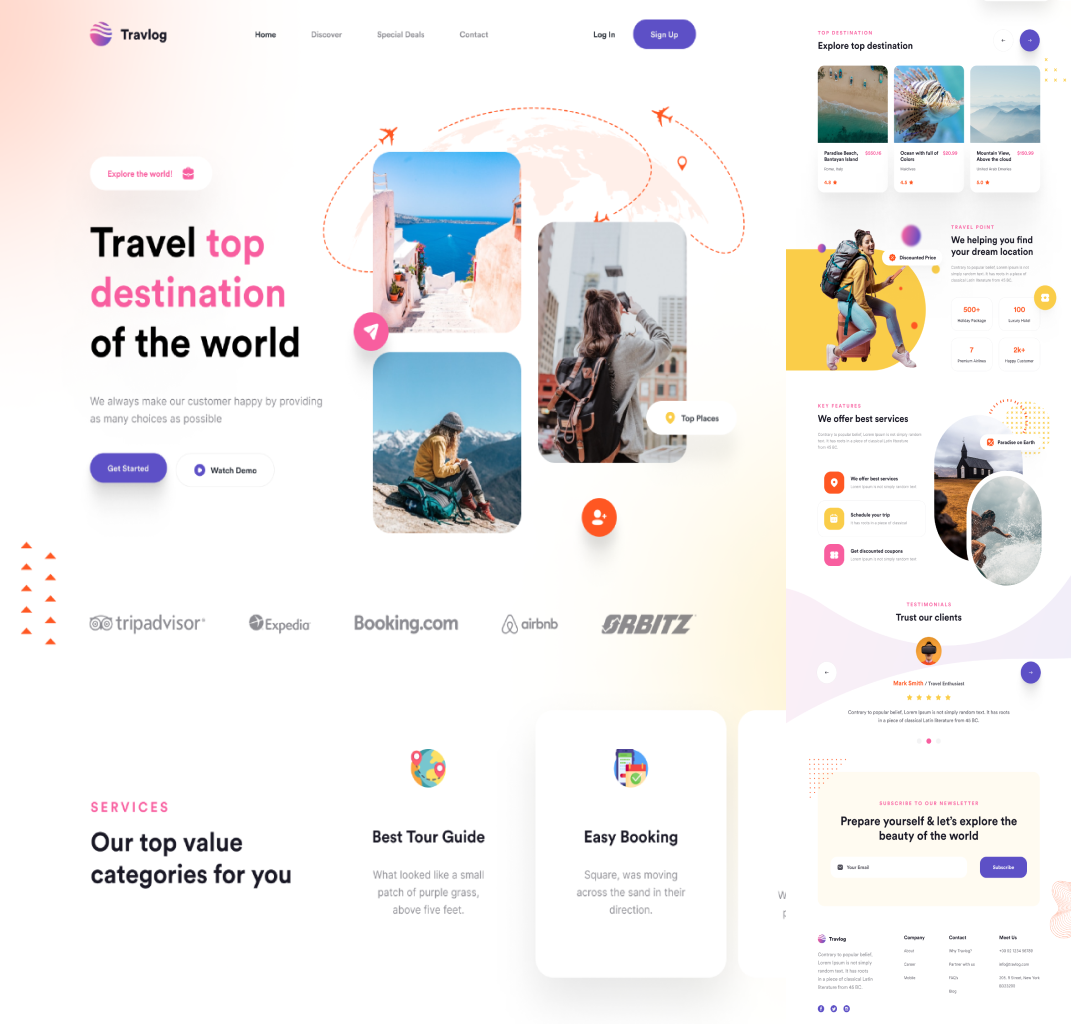 Travlog
Home
Discover
Special Deals
Contact
Log In
Sign Up
Explore the world!
Travel top
destination
of the world
We always make our customer happy by providing
as many choices as possible
Get Started
Watch Demo
Top Places
tripadvisor
Expedia
Booking.com
airbnb
ORBITZ
SERVICES
Our top value
categories for you
Best Tour Guide
What looked like a small
patch of purple grass,
above five feet.
Easy Booking
Square, was moving
across the sand in their
direction.
TOP DESTINATION
Explore top destination
Paradise Beach,
Bantayan Island
Rome, Italy
Ocean with full of
Colors
$20.99
Maldives
Mountain View,
Above the cloud
United Arab Emirates
TRAVEL POINT
We helping you find
your dream location
Contrary to popular belief, Lorem Ipsum is not
simply random text. It has roots in a piece of
classical Latin literature from 45 BC.
Discounted Price
500+
Holiday Package
100
Luxury Hotel
7
Premium Airlines
2k+
Happy Customer
KEY FEATURES
We offer best services
Contrary to popular belief, Lorem Ipsum is not simply random
text. It has roots in a piece of classical Latin literature
from 45 BC.
We offer best services
Lorem Ipsum is not simply random text
Schedule your trip
It has roots in a piece of classical
Get discounted coupons
Lorem Ipsum is not simply random text
Paradise on Earth
TESTIMONIALS
Trust our clients
Mark Smith / Travel Enthusiast
Contrary to popular belief, Lorem Ipsum is not simply random text. It has roots
in a piece of classical Latin literature from 45 BC.
SUBSCRIBE TO OUR NEWSLETTER
Prepare yourself & let's explore the
beauty of the world
Your Email
Subscribe
Travlog
Contrary to popular belief,
Lorem Ipsum is not simply
random text. It has roots
in a piece of classical Latin
literature from 45 BC.
Company
About
Career
Mobile
Contact
Why Travlog?
Partner with us
FAQ's
Blog
Meet Us
info@travlog.com
205. R Street, New York